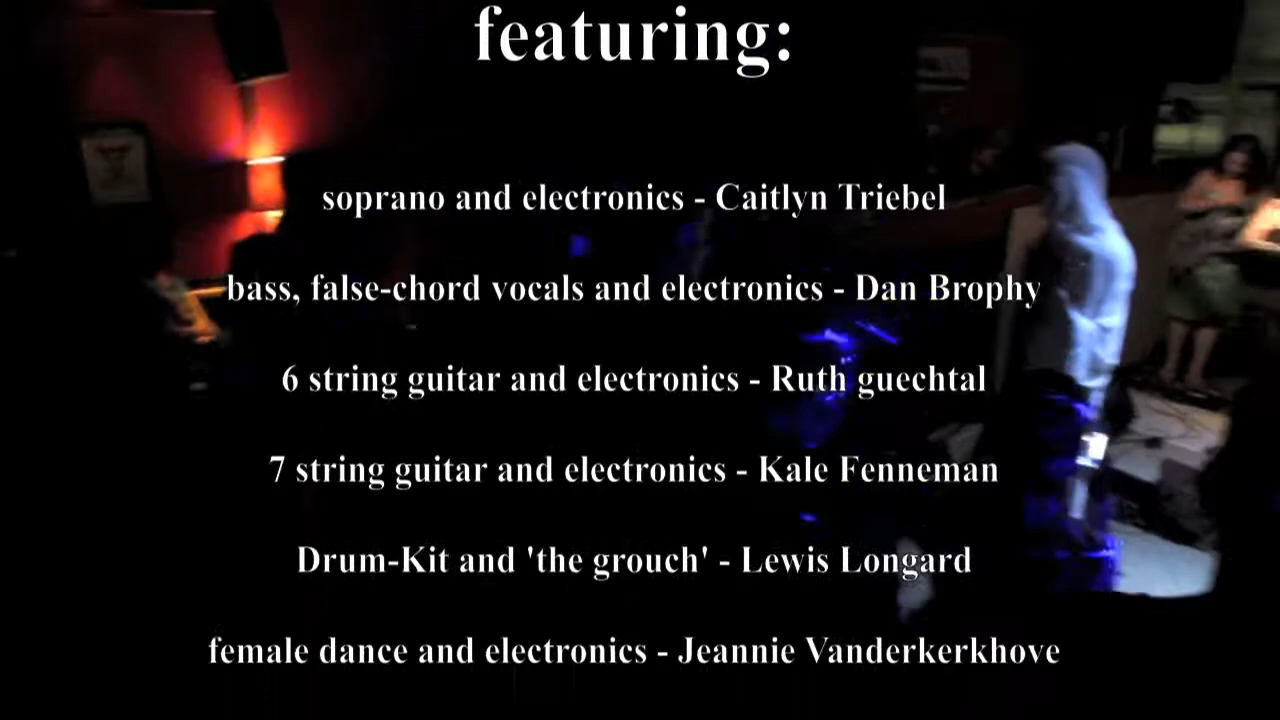 featuring:
soprano and electronics - Caitlyn Triebel
bass, false-chord vocals and electronics - Dan Brophy
6 string guitar and electronics - Ruth guechtal
7 string guitar and electronics - Kale Fenneman
Drum-Kit and 'the grouch' - Lewis Longard
female dance and electronics - Jeannie Vanderkerkhove